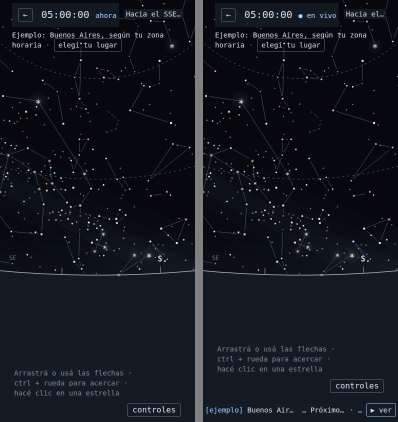 ← 05:00:00 ahora Hacia el SSE…
Ejemplo: Buenos Aires, según tu zona
horaria · elegí tu lugar
SE
S.
Arrastrá o usá las flechas ·
ctrl + rueda para acercar ·
hacé clic en una estrella
controles
← 05:00:00 ● en vivo Hacia el…
Ejemplo: Buenos Aires, según tu zona
horaria · elegí tu lugar
SE
S.
Arrastrá o usá las flechas ·
ctrl + rueda para acercar ·
hacé clic en una estrella
controles
[ejemplo] Buenos Air… … Próximo… · … ▶ ver